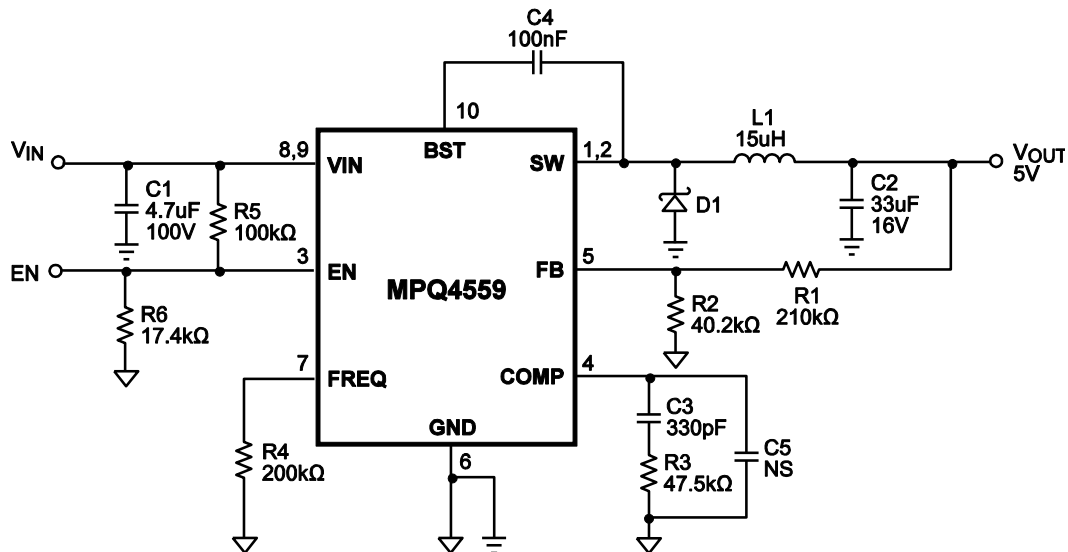 C4
100nF
10
BST
VIN
8,9
VIN
C1
4.7uF
100V
R5
100kΩ
EN
3
EN
R6
17.4kΩ
7
FREQ
R4
200kΩ
MPQ4559
GND
6
SW
1,2
L1
15uH
VOUT
5V
D1
C2
33uF
16V
FB
5
R1
210kΩ
R2
40.2kΩ
COMP
4
C3
330pF
R3
47.5kΩ
C5
NS